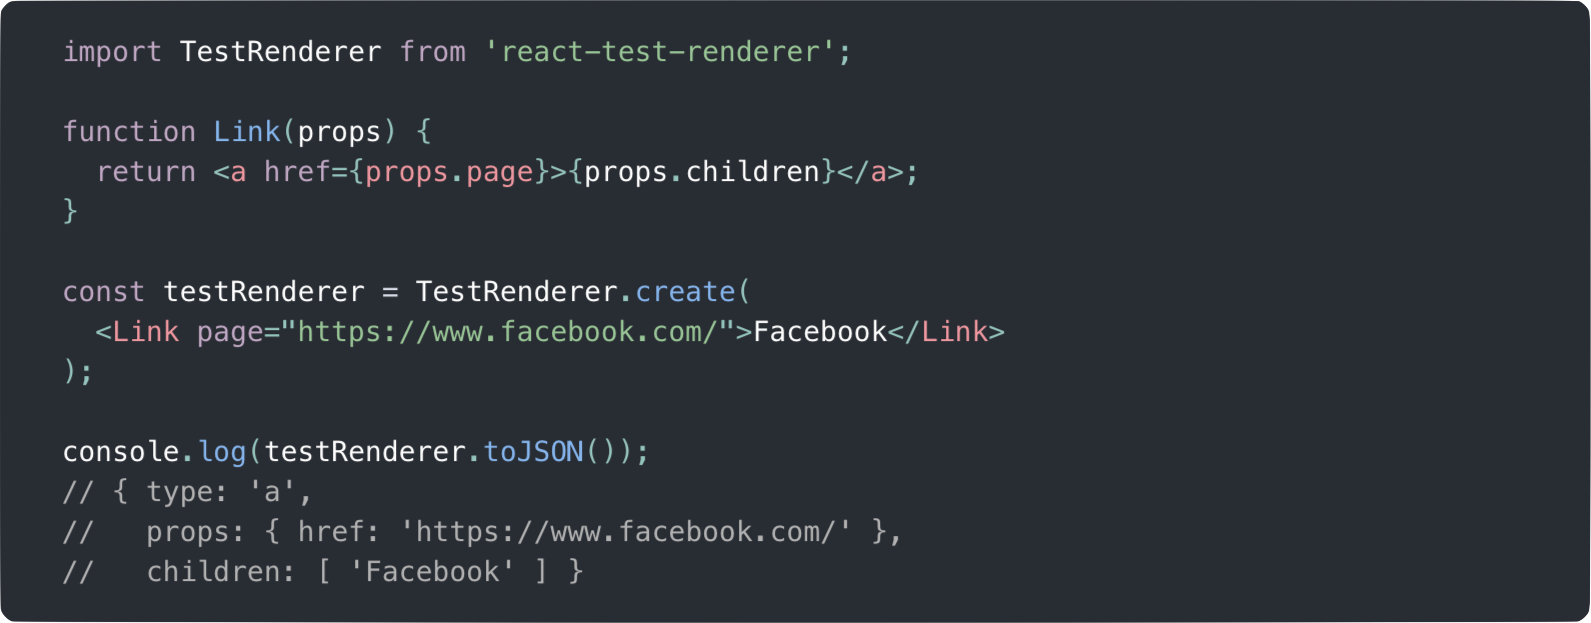 import TestRenderer from 'react-test-renderer';

function Link(props) {
  return <a href={props.page}>{props.children}</a>;
}

const testRenderer = TestRenderer.create(
  <Link page="https://www.facebook.com/">Facebook</Link>
);

console.log(testRenderer.toJSON());
// { type: 'a',
//   props: { href: 'https://www.facebook.com/' },
//   children: [ 'Facebook' ] }